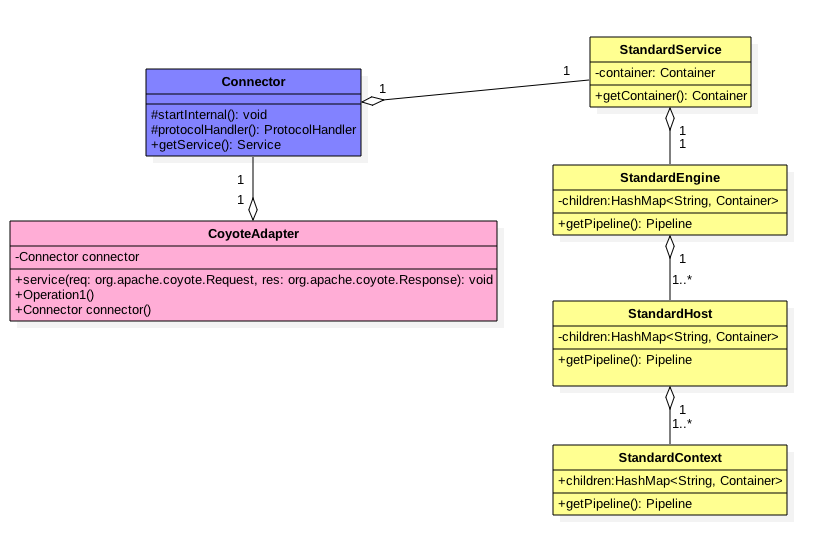 Connector
#startInternal(): void
#protocolHandler(): ProtocolHandler
+getService(): Service
1
1
StandardService
-container: Container
+getContainer(): Container
1
1
StandardEngine
-children:HashMap<String, Container>
+getPipeline(): Pipeline
1
1
CoyoteAdapter
-Connector connector
+service(req: org.apache.coyote.Request, res: org.apache.coyote.Response): void
+Operation1()
+Connector connector()
1
1..*
StandardHost
-children:HashMap<String, Container>
+getPipeline(): Pipeline
1
1..*
StandardContext
+children:HashMap<String, Container>
+getPipeline(): Pipeline